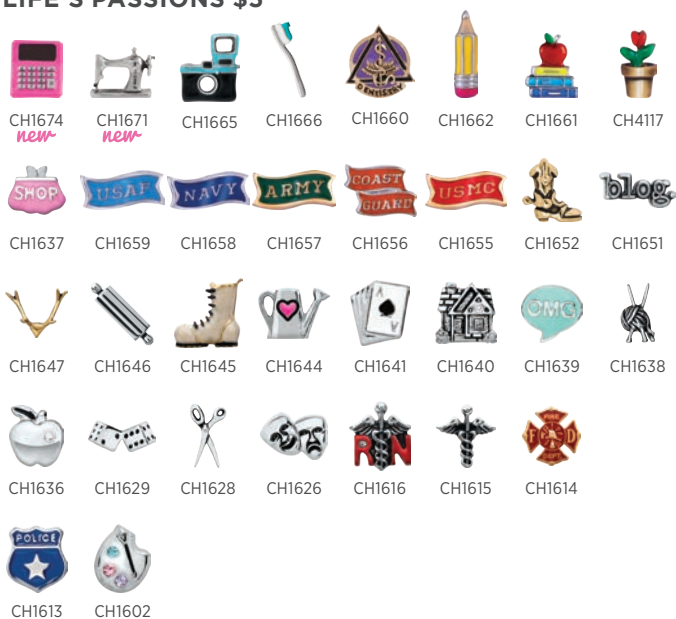 LIFE'S PASSIONS $5
DENTISTRY
CH1674 CH1671 CH1665 CH1666 CH1660 CH1662 CH1661 CH4117
new new
SHOP USAF NAVY ARMY COAST GUARD USMC blog.
CH1637 CH1659 CH1658 CH1657 CH1656 CH1655 CH1652 CH1651
A A OMG
CH1647 CH1646 CH1645 CH1644 CH1641 CH1640 CH1639 CH1638
RN FIRE F D DEPT
CH1636 CH1629 CH1628 CH1626 CH1616 CH1615 CH1614
POLICE
CH1613 CH1602